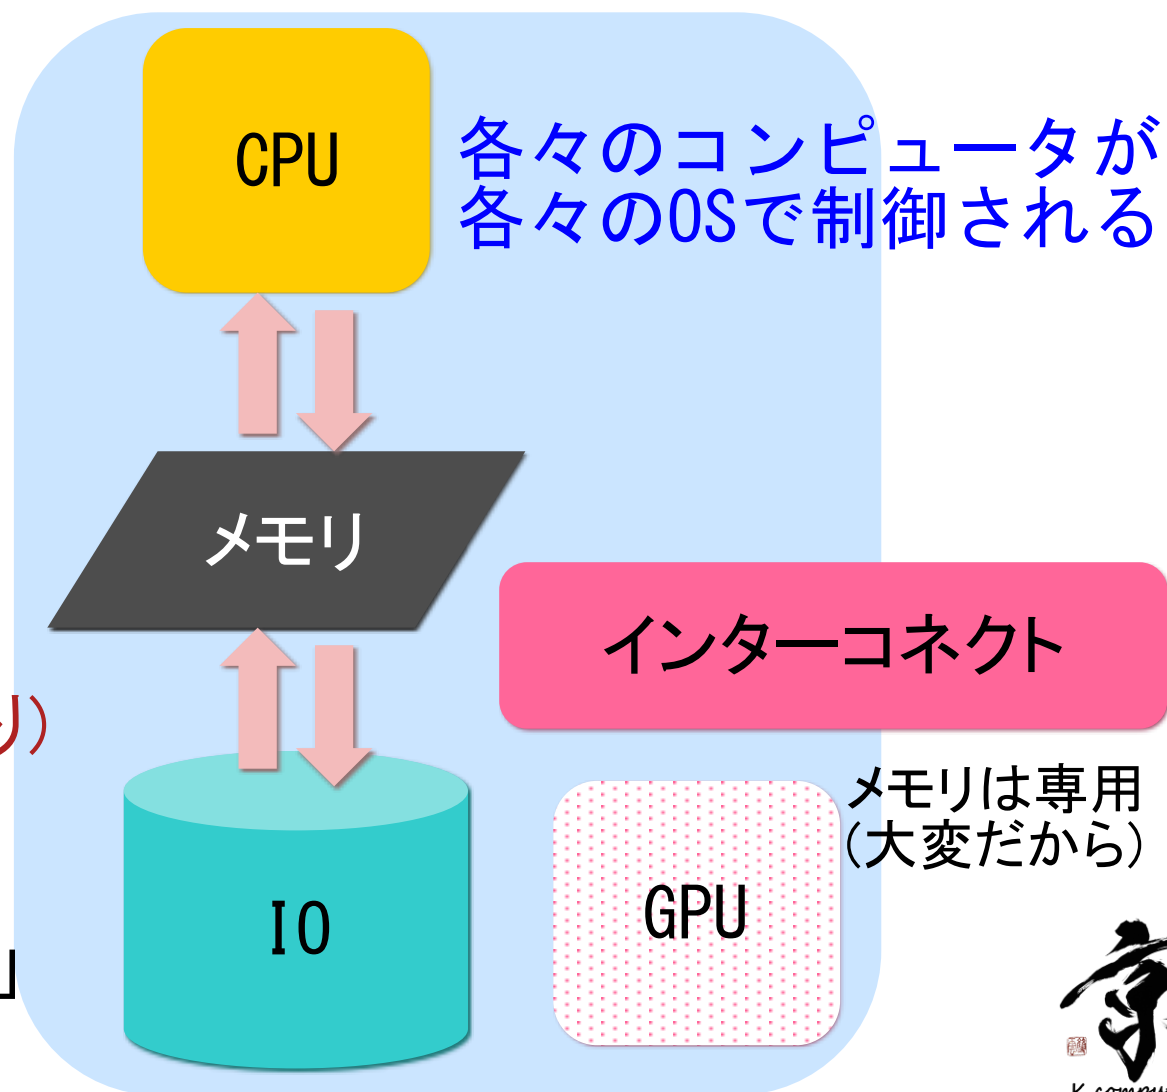 CPU
各々のコンピュータが
各々のOSで制御される
メモリ
インターコネクト
り）
メモリは専用
(大変だから)
IO
GPU
」
京